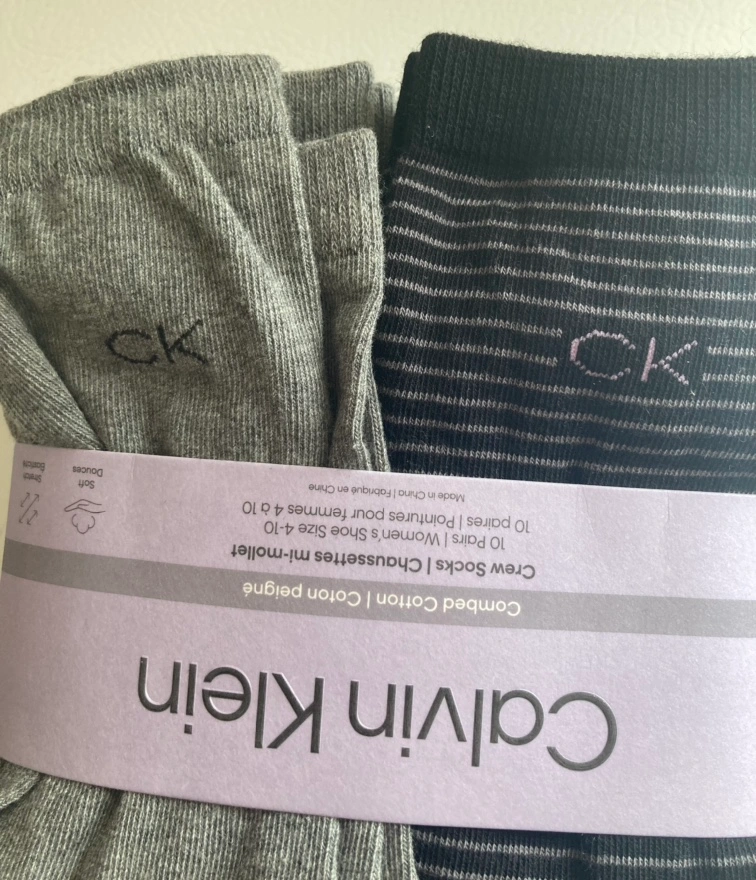 CK
CK
Calvin Klein
Combed Cotton | Coton peigné
Crew Socks | Chaussettes mi-mollet
10 Pairs | Women's Shoe Size 4-10
10 paires | Pointures pour femmes 4 à 10
Made in China | Fabriqué en Chine
Soft
Douces
Stretch